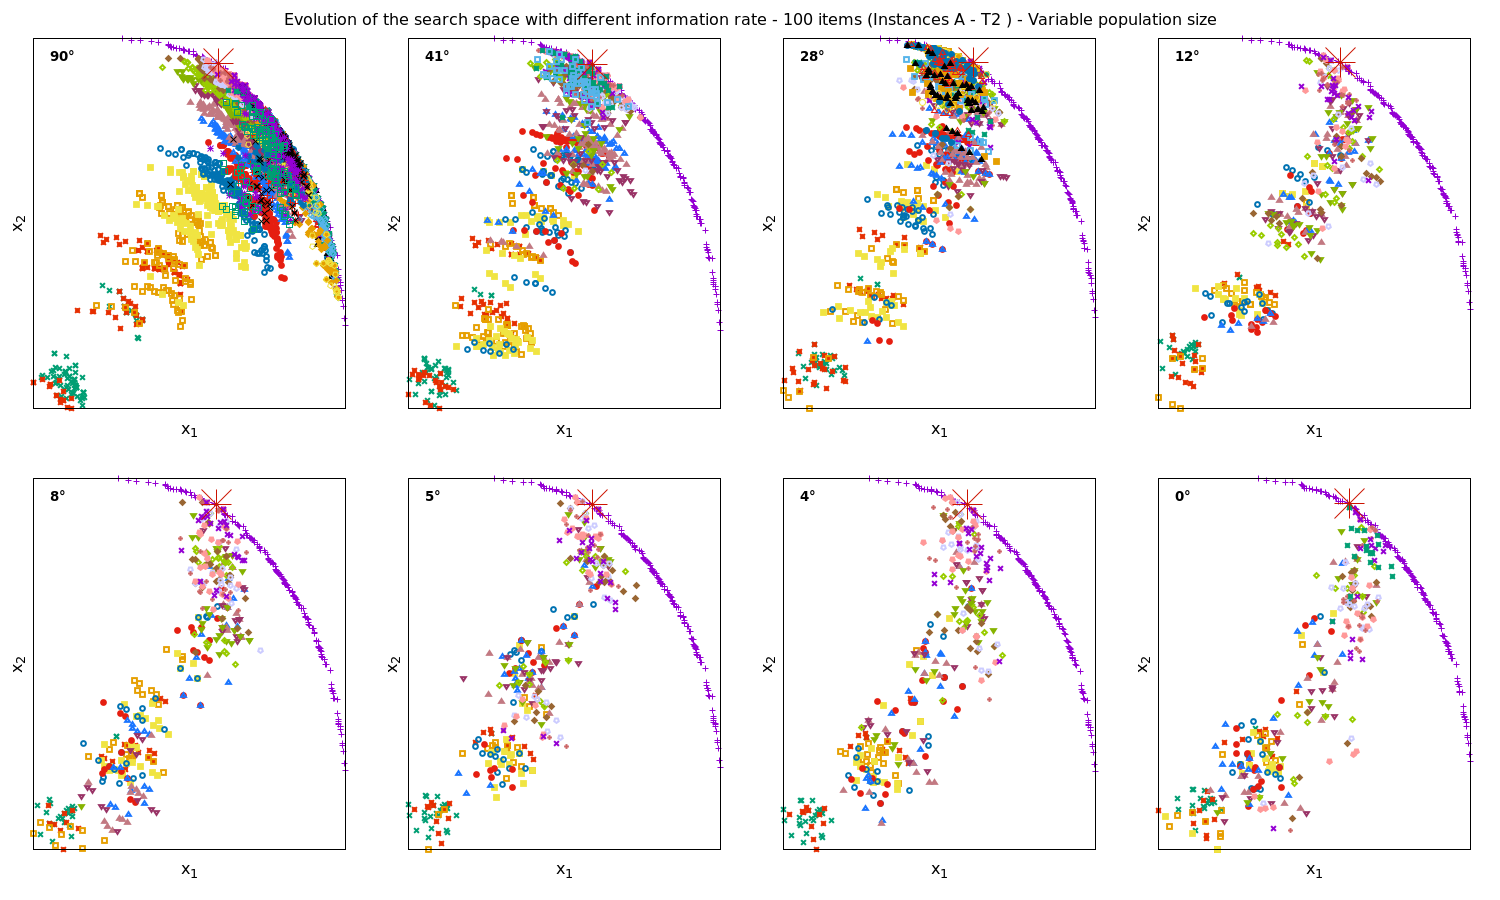 Evolution of the search space with different information rate - 100 items (Instances A - T2 ) - Variable population size
90°
41°
28°
12°
x2
x2
x2
x2
x1
x1
x1
x1
8°
5°
4°
0°
x2
x2
x2
x2
x1
x1
x1
x1